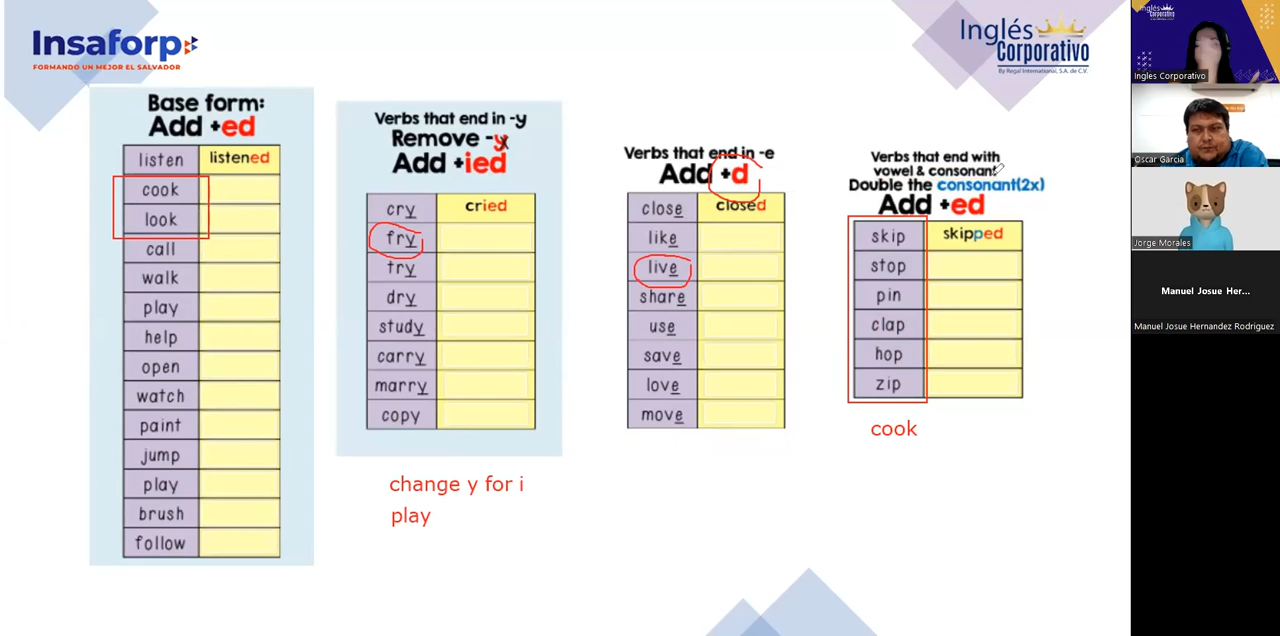 Insaforp
FORMANDO UN MEJOR EL SALVADOR
Inglés
Corporativo
By Regal International, S.A. de C.V.
Base form:
Add +ed
listen listened
cook
look
call
walk
play
help
open
watch
paint
jump
play
brush
follow
Verbs that end in -y
Remove -y
Add +ied
cry cried
fry
try
dry
study
carry
marry
copy
change y for i
play
Verbs that end in -e
Add +d
close closed
like
live
share
use
save
love
move
Verbs that end with
vowel & consonant
Double the consonant(2x)
Add +ed
skip skipped
stop
pin
clap
hop
zip
cook
Inglés
Corporativo
Ingles Corporativo
Oscar Garcia
Jorge Morales
Manuel Josue Her...
Manuel Josue Hernandez Rodriguez